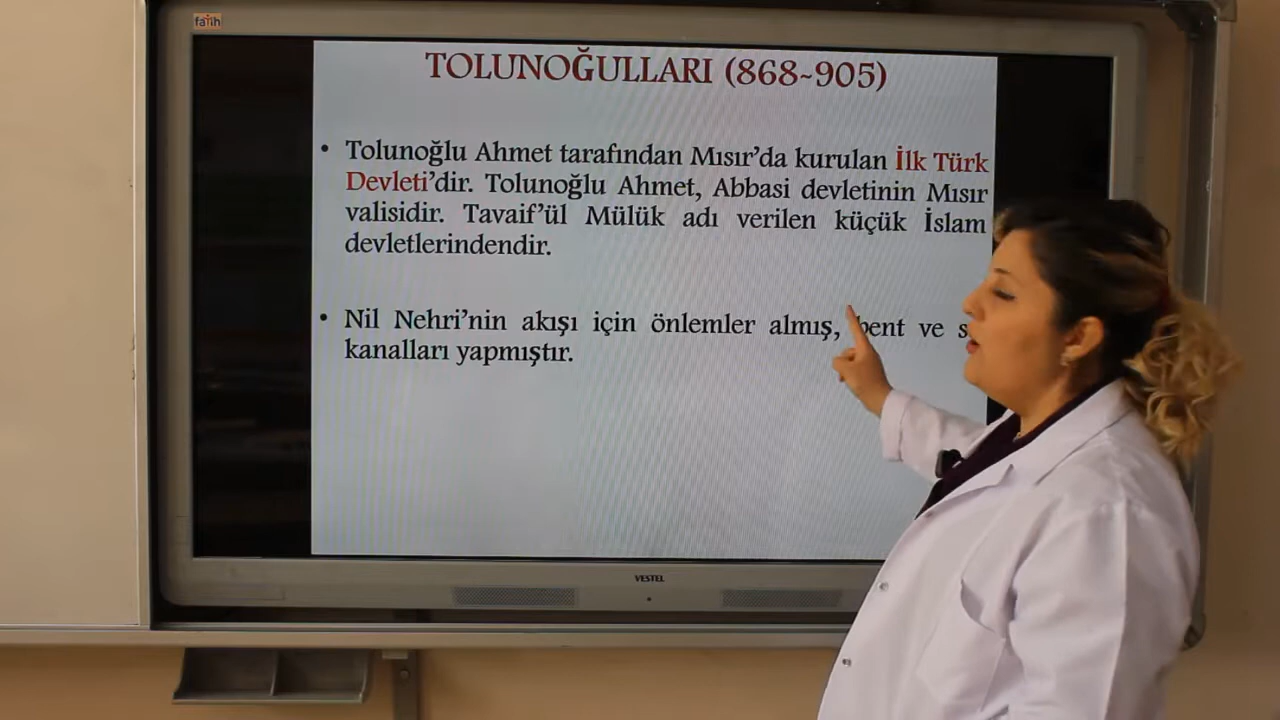 fatih
TOLUNOĞULLARI (868~905)
• Tolunoğlu Ahmet tarafından Mısır’da kurulan İlk Türk
Devleti’dir. Tolunoğlu Ahmet, Abbasi devletinin Mısır
valisidir. Tavaif’ül Mülük adı verilen küçük İslam
devletlerindendir.
• Nil Nehri’nin akışı için önlemler almış, bent ve
kanalları yapmıştır.
VESTEL